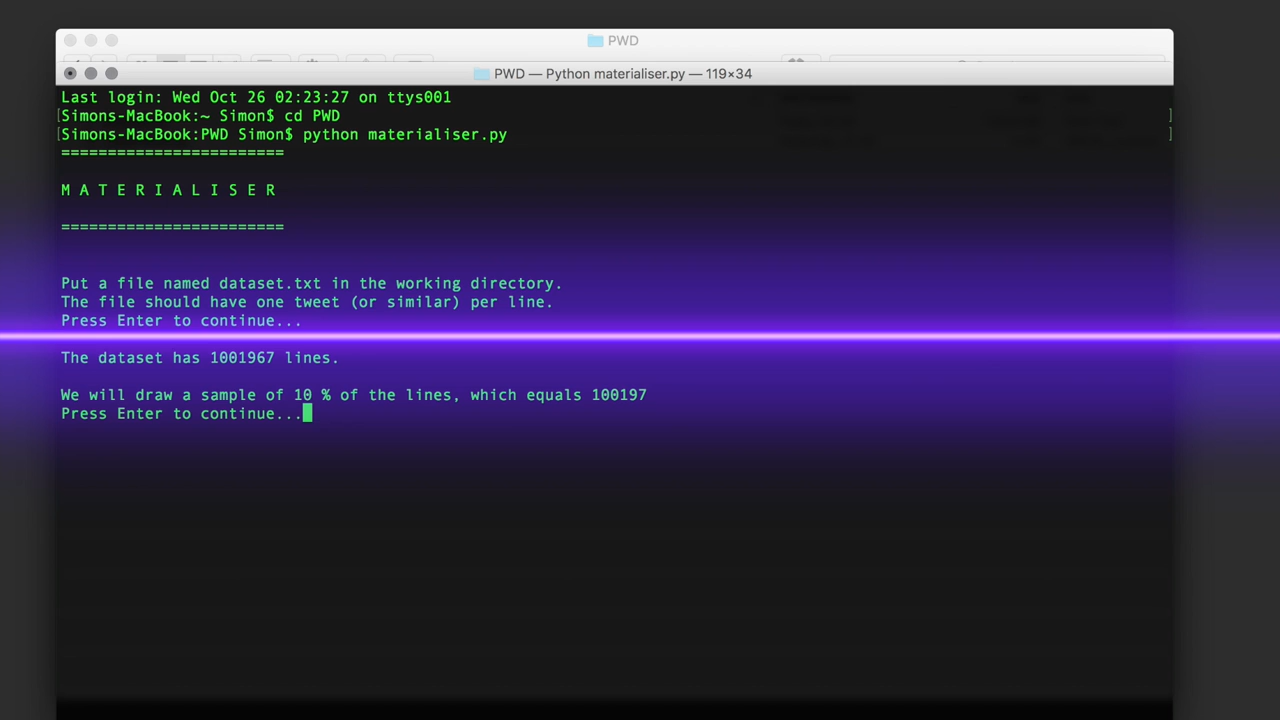 PWD
PWD — Python materialiser.py — 119×34
Last login: Wed Oct 26 02:23:27 on ttys001
[Simons-MacBook:~ Simon$ cd PWD ]
[Simons-MacBook:PWD Simon$ python materialiser.py ]
========================
M A T E R I A L I S E R
========================
Put a file named dataset.txt in the working directory.
The file should have one tweet (or similar) per line.
Press Enter to continue...
The dataset has 1001967 lines.
We will draw a sample of 10 % of the lines, which equals 100197
Press Enter to continue...